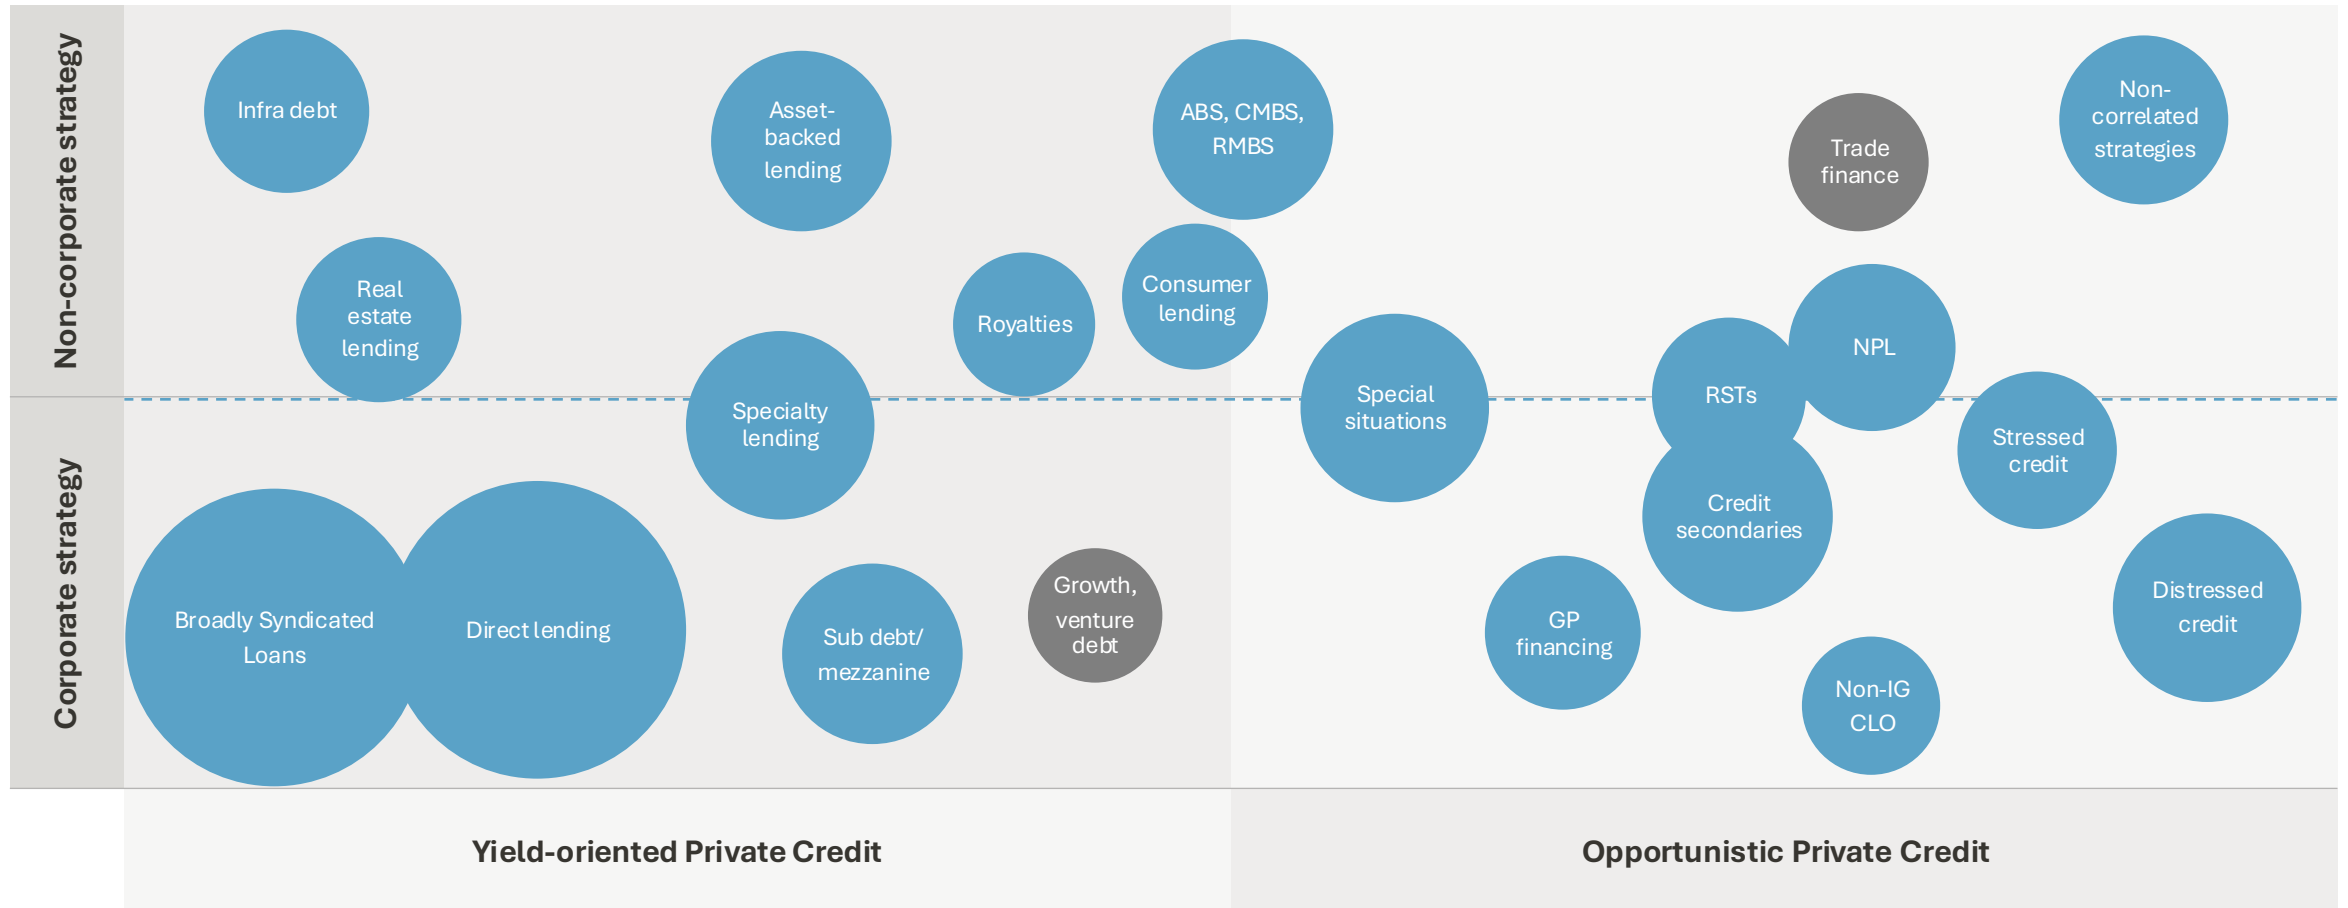 Non-corporate strategy
Infra debt
Asset-
backed
lending
ABS, CMBS,
RMBS
Trade
finance
Non-
correlated
strategies
Real
estate
lending
Royalties
Consumer
lending
NPL
Specialty
lending
Special
situations
RSTs
Stressed
credit
Corporate strategy
Broadly Syndicated
Loans
Direct lending
Sub debt/
mezzanine
Growth,
venture
debt
Credit
secondaries
GP
financing
Non-IG
CLO
Distressed
credit
Yield-oriented Private Credit
Opportunistic Private Credit